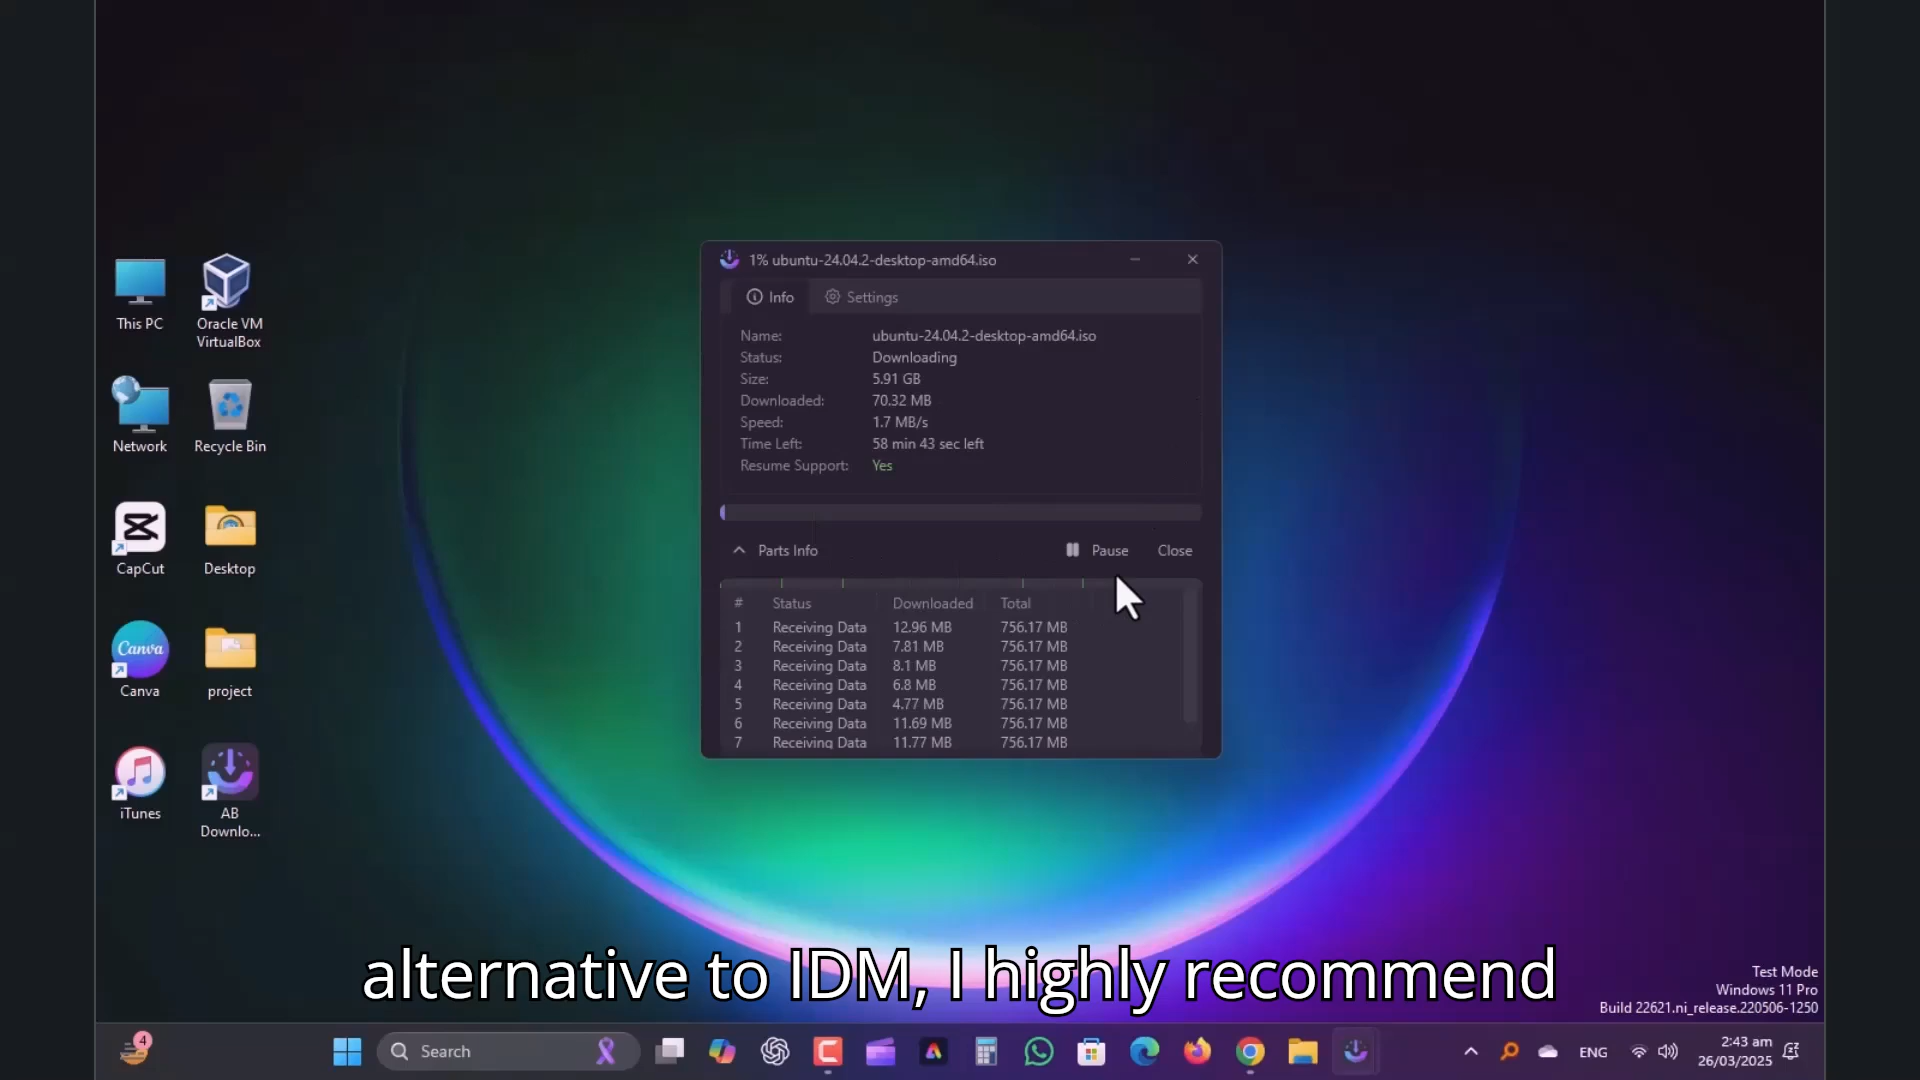 1% ubuntu-24.04.2-desktop-amd64.iso
Info Settings
Name: ubuntu-24.04.2-desktop-amd64.iso
Status: Downloading
Size: 5.91 GB
Downloaded: 70.32 MB
Speed: 1.7 MB/s
Time Left: 58 min 43 sec left
Resume Support: Yes
Parts Info Pause Close
# Status Downloaded Total
1 Receiving Data 12.96 MB 756.17 MB
2 Receiving Data 7.81 MB 756.17 MB
3 Receiving Data 8.1 MB 756.17 MB
4 Receiving Data 6.8 MB 756.17 MB
5 Receiving Data 4.77 MB 756.17 MB
6 Receiving Data 11.69 MB 756.17 MB
7 Receiving Data 11.77 MB 756.17 MB
This PC
Oracle VM
VirtualBox
Network
Recycle Bin
CapCut
Desktop
Canva
Canva
project
iTunes
AB
Downlo...
alternative to IDM, I highly recommend
Test Mode
Windows 11 Pro
Build 22621.ni_release.220506-1250
4
Search
ENG
2:43 am
26/03/2025